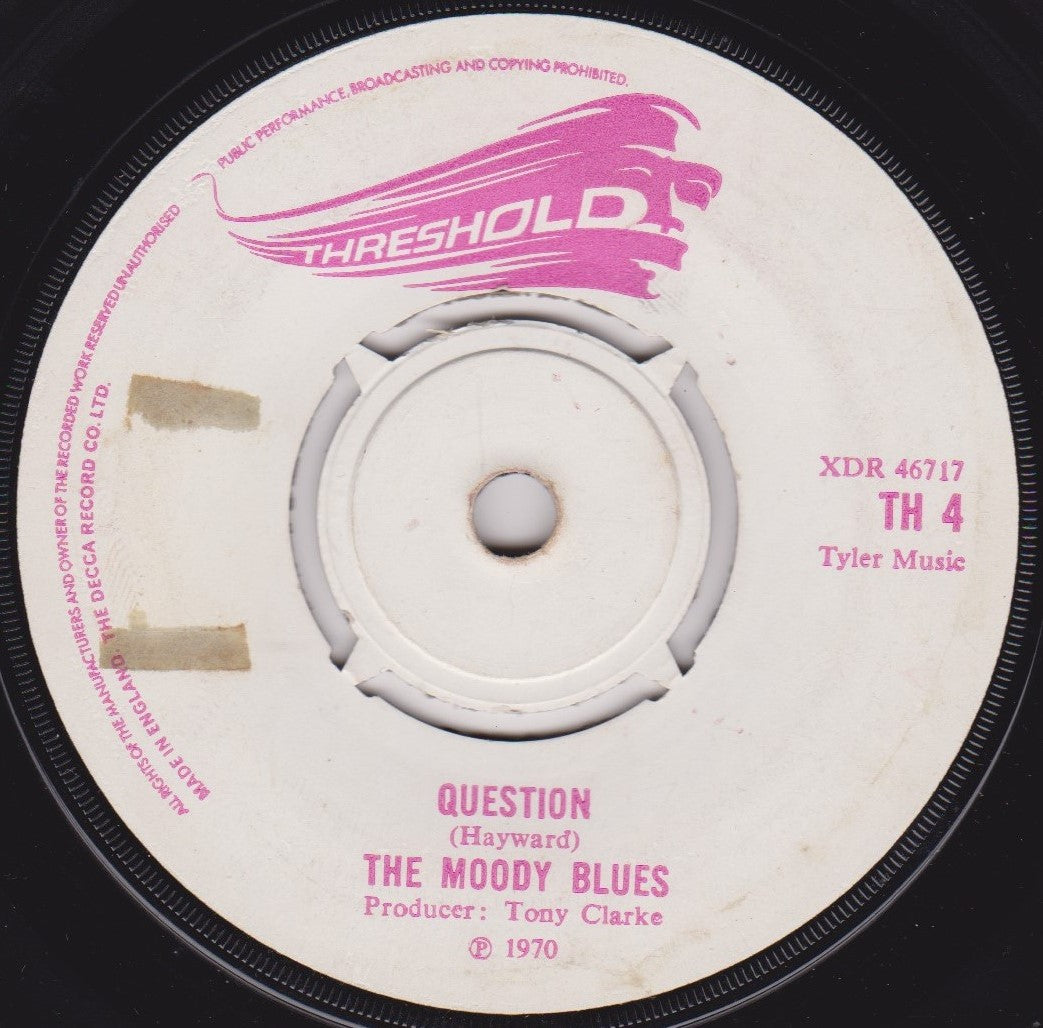 PUBLIC PERFORMANCE, BROADCASTING AND COPYING PROHIBITED.
THRESHOLD
ALL RIGHTS OF THE MANUFACTURERS AND OWNER OF THE RECORDED WORK RESERVED UNAUTHORISED
MADE IN ENGLAND. THE DECCA RECORD CO. LTD.
XDR 46717
TH 4
Tyler Music
QUESTION
(Hayward)
THE MOODY BLUES
Producer: Tony Clarke
℗ 1970